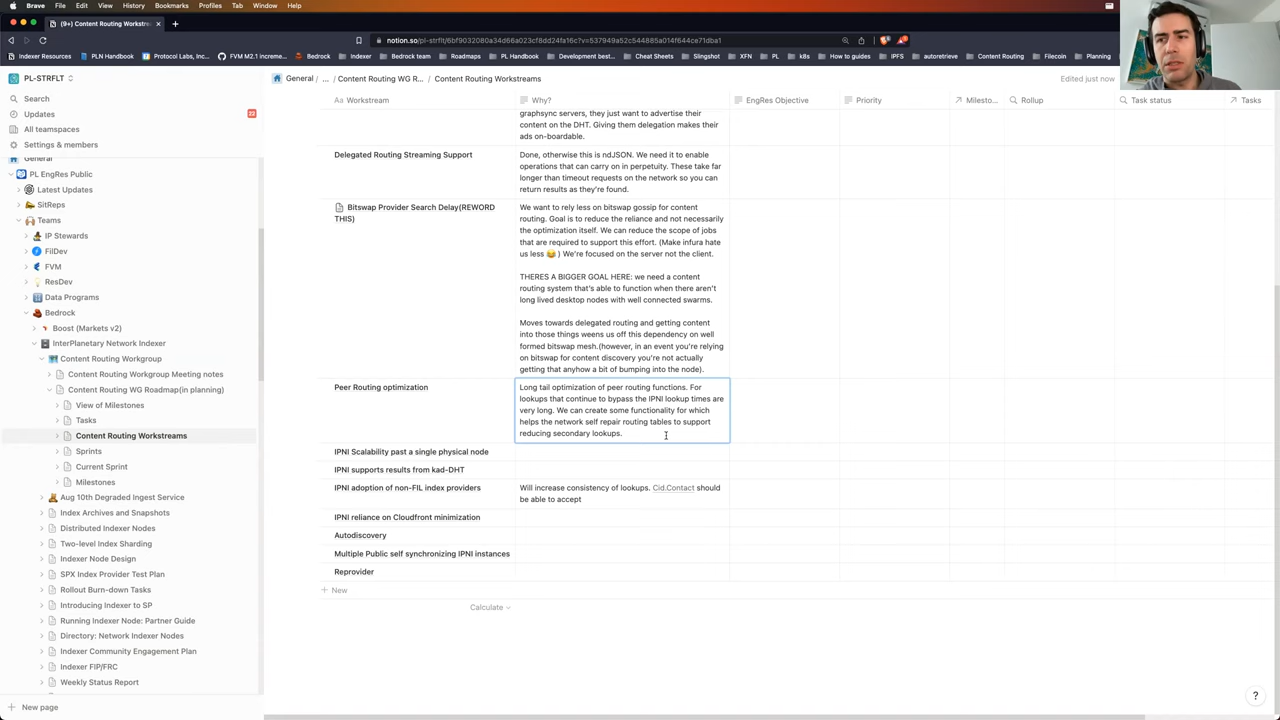 Brave File Edit View History Bookmarks Profiles Tab Window Help
(9+) Content Routing Workstrea
notion.so/pl-strflt/6bf9032080a34d66a023cf8dd24fa16c?v=537949a52c544885a014f644ce71dba1
Indexer Resources PLN Handbook Protocol Labs, Inc... FVM M2.1 increme... Bedrock Bedrock team Roadmaps PL Handbook Development best... Cheat Sheets Slingshot XFN PL k8s How to guides autoretrieve Content Routing Filecoin Planning
PL-STRFLT
General / ... / Content Routing WG R... / Content Routing Workstreams
Edited just now
Search
Updates
22
All teamspaces
Settings & members
General
PL EngRes Public
Latest Updates
SitReps
Teams
IP Stewards
FilDev
FVM
ResDev
Data Programs
Bedrock
Boost (Markets v2)
InterPlanetary Network Indexer
Content Routing Workgroup
Content Routing Workgroup Meeting notes
Content Routing WG Roadmap(in planning)
View of Milestones
Tasks
Content Routing Workstreams
Sprints
Current Sprint
Milestones
Aug 10th Degraded Ingest Service
Index Archives and Snapshots
Distributed Indexer Nodes
Two-level Index Sharding
Indexer Node Design
SPX Index Provider Test Plan
Rollout Burn-down Tasks
Introducing Indexer to SP
Running Indexer Node: Partner Guide
Directory: Network Indexer Nodes
Indexer Community Engagement Plan
Indexer FIP/FRC
Weekly Status Report
New page
Aa Workstream Why? EngRes Objective Priority Milesto... Rollup Task status Tasks
graphsync servers, they just want to advertise their
content on the DHT. Giving them delegation makes their
ads on-boardable.
Delegated Routing Streaming Support
Done, otherwise this is ndJSON. We need it to enable
operations that can carry on in perpetuity. These take far
longer than timeout requests on the network so you can
return results as they're found.
Bitswap Provider Search Delay(REWORD
THIS)
We want to rely less on bitswap gossip for content
routing. Goal is to reduce the reliance and not necessarily
the optimization itself. We can reduce the scope of jobs
that are required to support this effort. (Make infura hate
us less 😂 ) We're focused on the server not the client.
THERES A BIGGER GOAL HERE: we need a content
routing system that's able to function when there aren't
long lived desktop nodes with well connected swarms.
Moves towards delegated routing and getting content
into those things weens us off this dependency on well
formed bitswap mesh.(however, in an event you're relying
on bitswap for content discovery you're not actually
getting that anyhow a bit of bumping into the node).
Peer Routing optimization
Long tail optimization of peer routing functions. For
lookups that continue to bypass the IPNI lookup times are
very long. We can create some functionality for which
helps the network self repair routing tables to support
reducing secondary lookups.
IPNI Scalability past a single physical node
IPNI supports results from kad-DHT
IPNI adoption of non-FIL index providers
Will increase consistency of lookups. Cid.Contact should
be able to accept
IPNI reliance on Cloudfront minimization
Autodiscovery
Multiple Public self synchronizing IPNI instances
Reprovider
+ New
Calculate
?